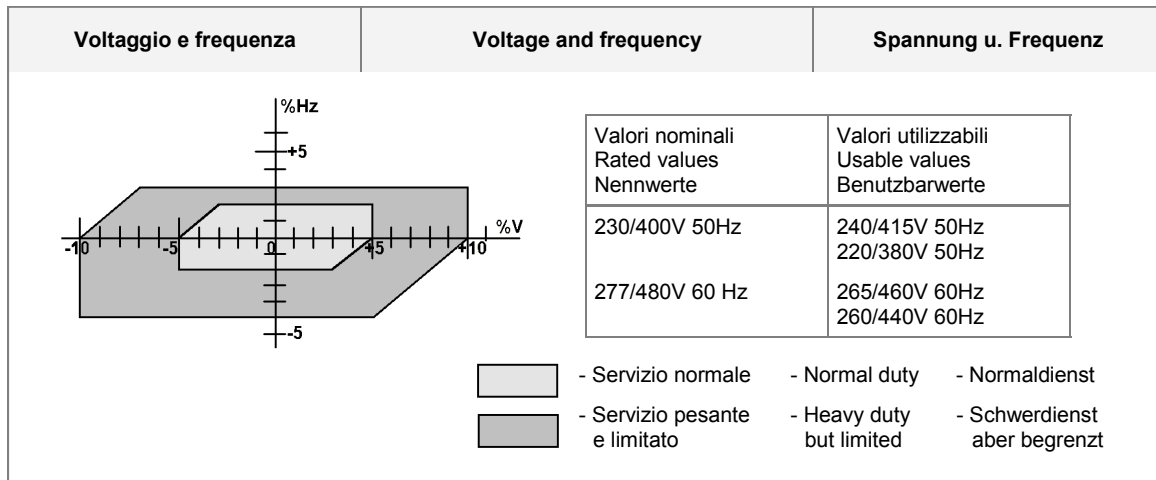 Voltaggio e frequenza
Voltage and frequency
Spannung u. Frequenz
%Hz
+5
%V
-10
-5
0
+5
+10
-5
Valori nominali
Rated values
Nennwerte
Valori utilizzabili
Usable values
Benutzbarwerte
230/400V 50Hz
240/415V 50Hz
220/380V 50Hz
277/480V 60 Hz
265/460V 60Hz
260/440V 60Hz
- Servizio normale
- Normal duty
- Normaldienst
- Servizio pesante
e limitato
- Heavy duty
but limited
- Schwerdienst
aber begrenzt